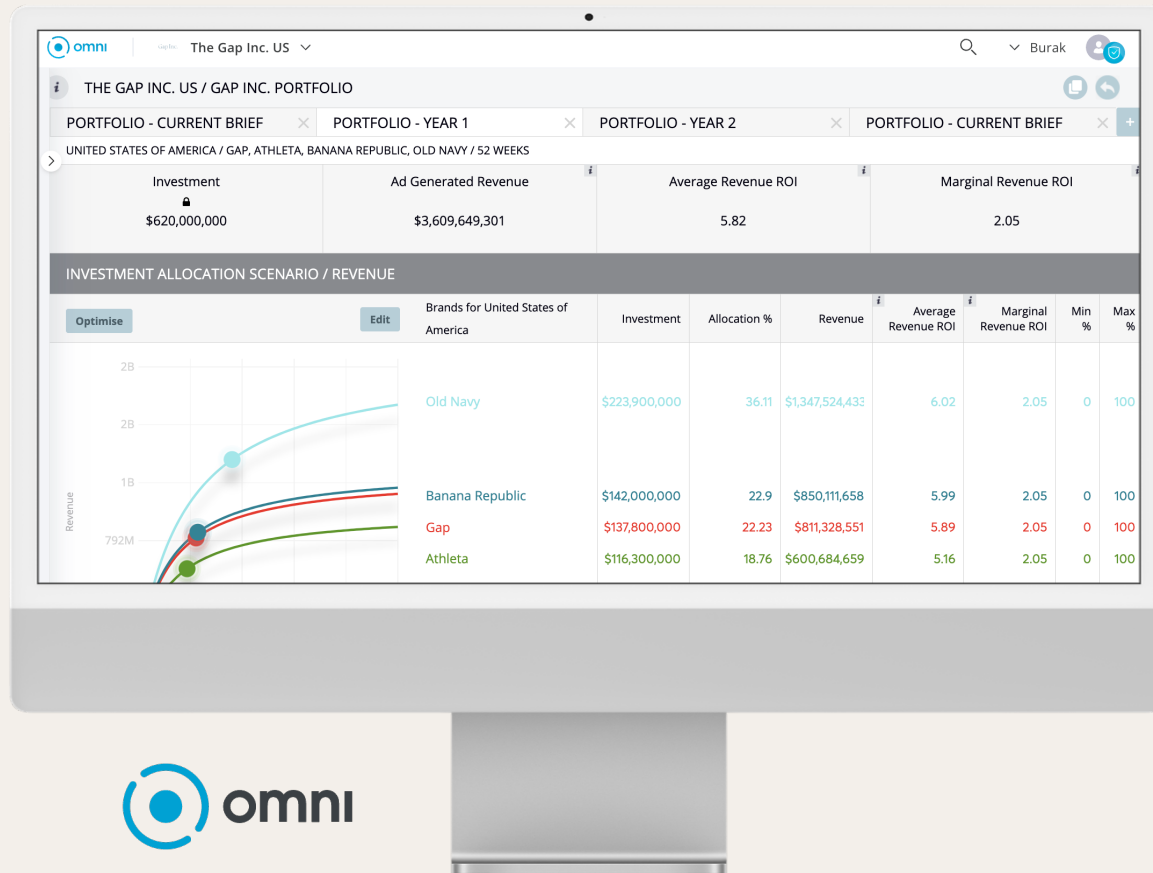 omni
The Gap Inc. US
Burak
i
THE GAP INC. US / GAP INC. PORTFOLIO
PORTFOLIO - CURRENT BRIEF
PORTFOLIO - YEAR 1
PORTFOLIO - YEAR 2
PORTFOLIO - CURRENT BRIEF
+
UNITED STATES OF AMERICA / GAP, ATHLETA, BANANA REPUBLIC, OLD NAVY / 52 WEEKS
Investment
$620,000,000
i
Ad Generated Revenue
$3,609,649,301
i
Average Revenue ROI
5.82
i
Marginal Revenue ROI
2.05
INVESTMENT ALLOCATION SCENARIO / REVENUE
Optimise
Edit
Brands for United States of
America
Investment
Allocation %
Revenue
i
Average
Revenue ROI
i
Marginal
Revenue ROI
Min
%
Max
%
2B
2B
1B
792M
Revenue
Old Navy $223,900,000 36.11 $1,347,524,433 6.02 2.05 0 100
Banana Republic $142,000,000 22.9 $850,111,658 5.99 2.05 0 100
Gap $137,800,000 22.23 $811,328,551 5.89 2.05 0 100
Athleta $116,300,000 18.76 $600,684,659 5.16 2.05 0 100
omni